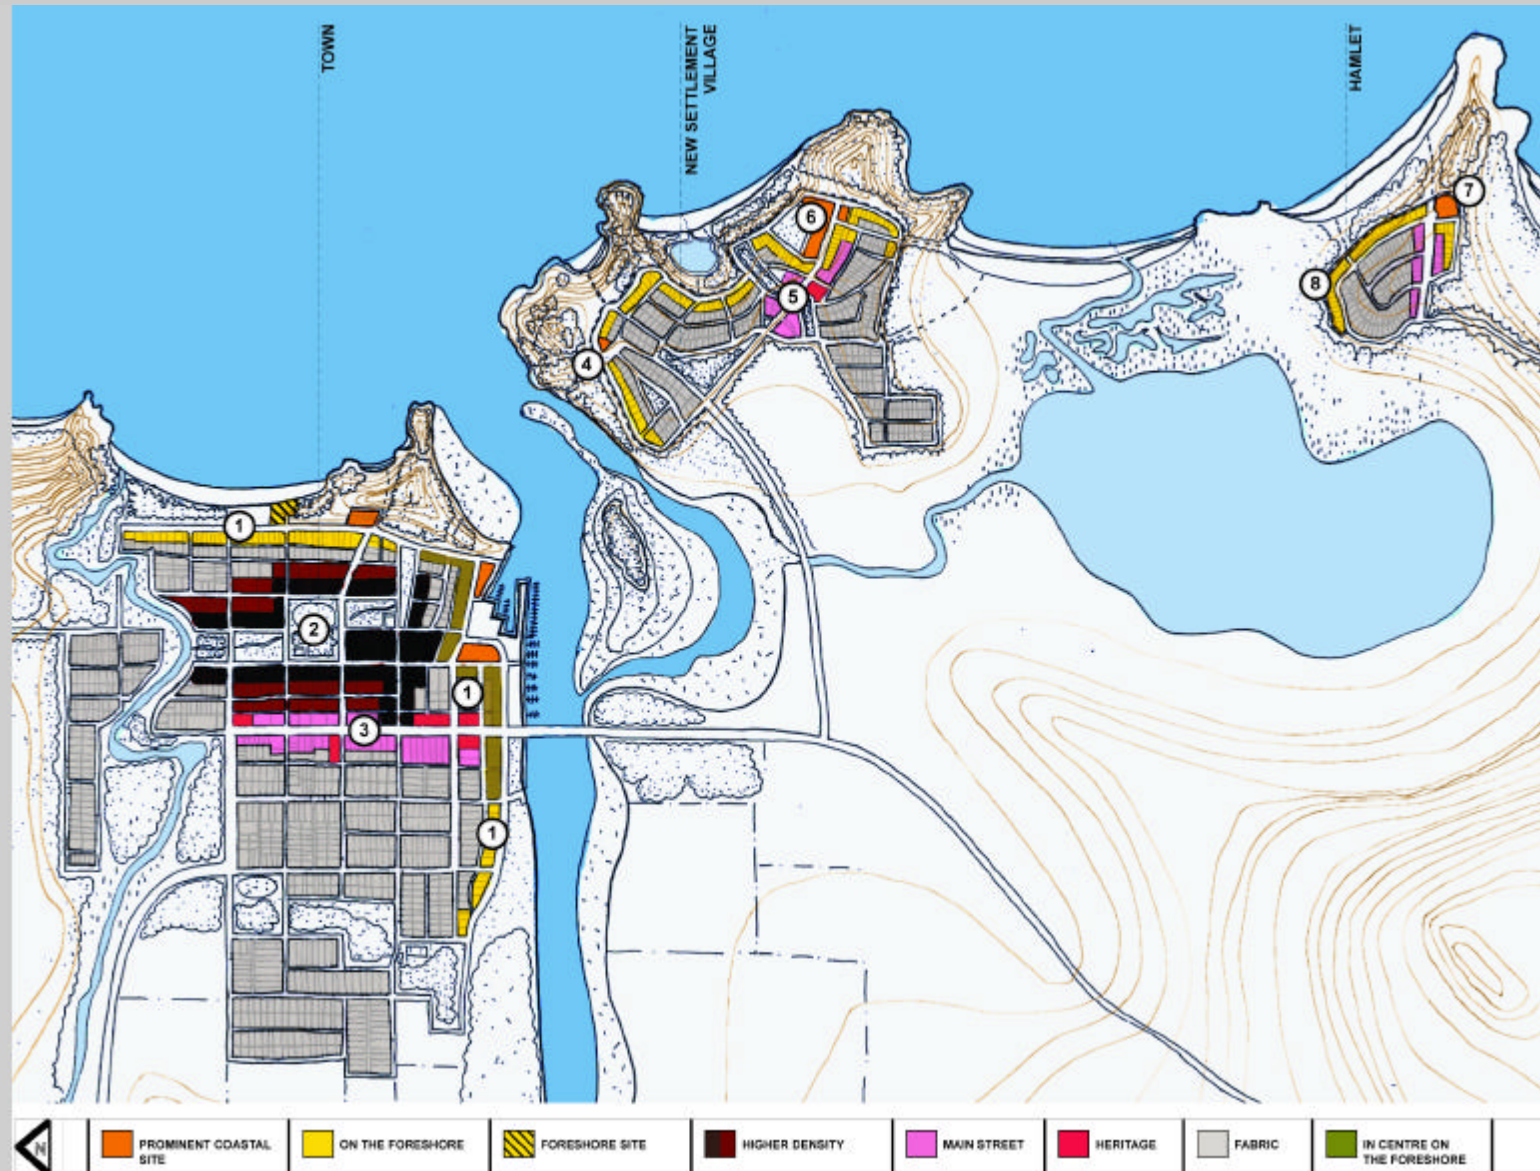 TOWN
NEW SETTLEMENT
VILLAGE
HAMLET
7
6
8
5
4
1
2
1
3
1
N
PROMINENT COASTAL
SITE
ON THE FORESHORE
FORESHORE SITE
HIGHER DENSITY
MAIN STREET
HERITAGE
FABRIC
IN CENTRE ON
THE FORESHORE